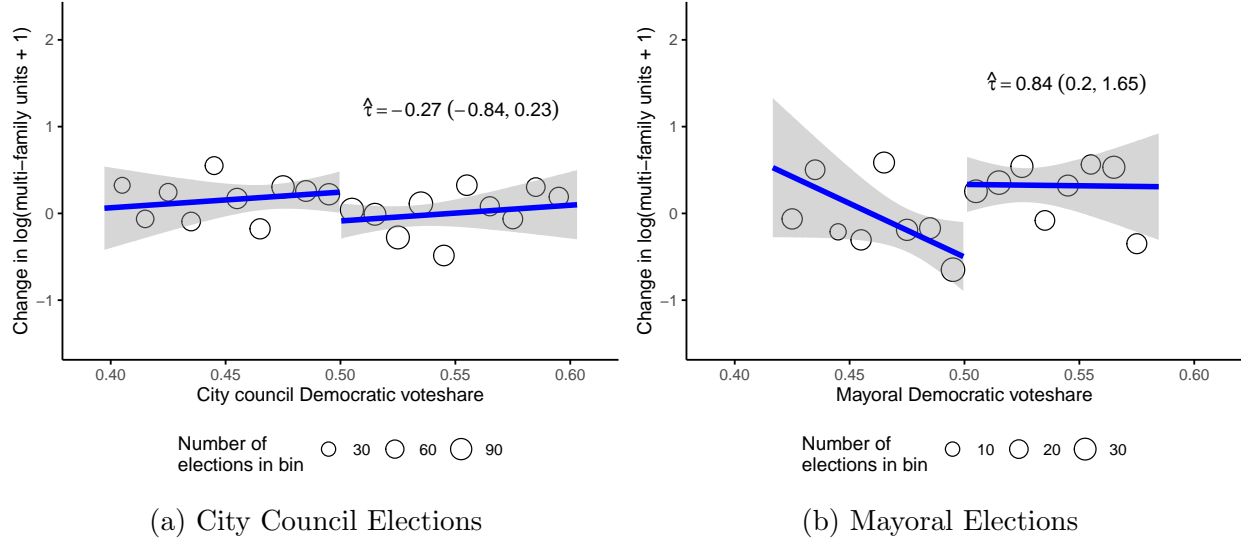 Change in log(multi−family units + 1)
2
1
0
−1
τ̂ = −0.27 (−0.84, 0.23)
0.40 0.45 0.50 0.55 0.60
City council Democratic voteshare
Number of
elections in bin 30 60 90
(a) City Council Elections
Change in log(multi−family units + 1)
2
1
0
−1
τ̂ = 0.84 (0.2, 1.65)
0.40 0.45 0.50 0.55 0.60
Mayoral Democratic voteshare
Number of
elections in bin 10 20 30
(b) Mayoral Elections